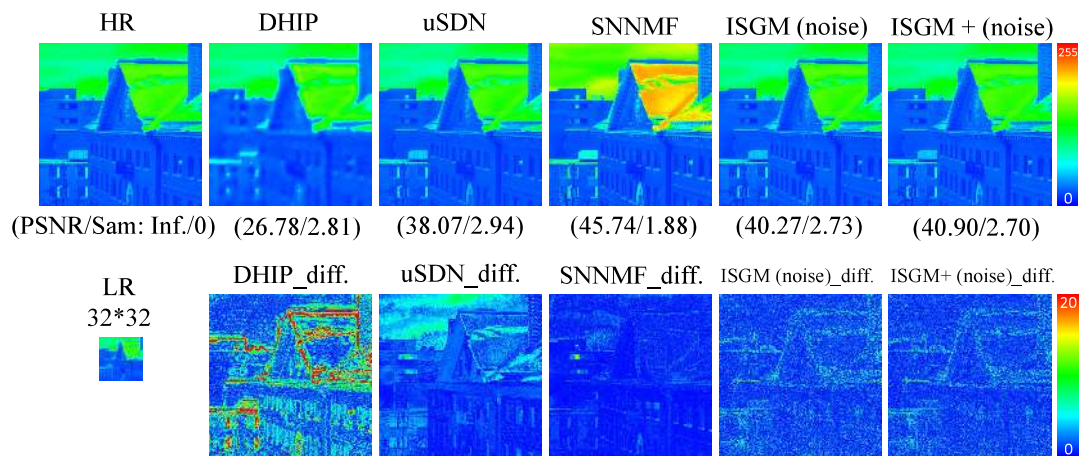 HR DHIP uSDN SNNMF ISGM (noise) ISGM + (noise)
255
0
(PSNR/Sam: Inf./0) (26.78/2.81) (38.07/2.94) (45.74/1.88) (40.27/2.73) (40.90/2.70)
DHIP_diff. uSDN_diff. SNNMF_diff. ISGM (noise)_diff. ISGM+ (noise)_diff.
LR
32*32
20
0